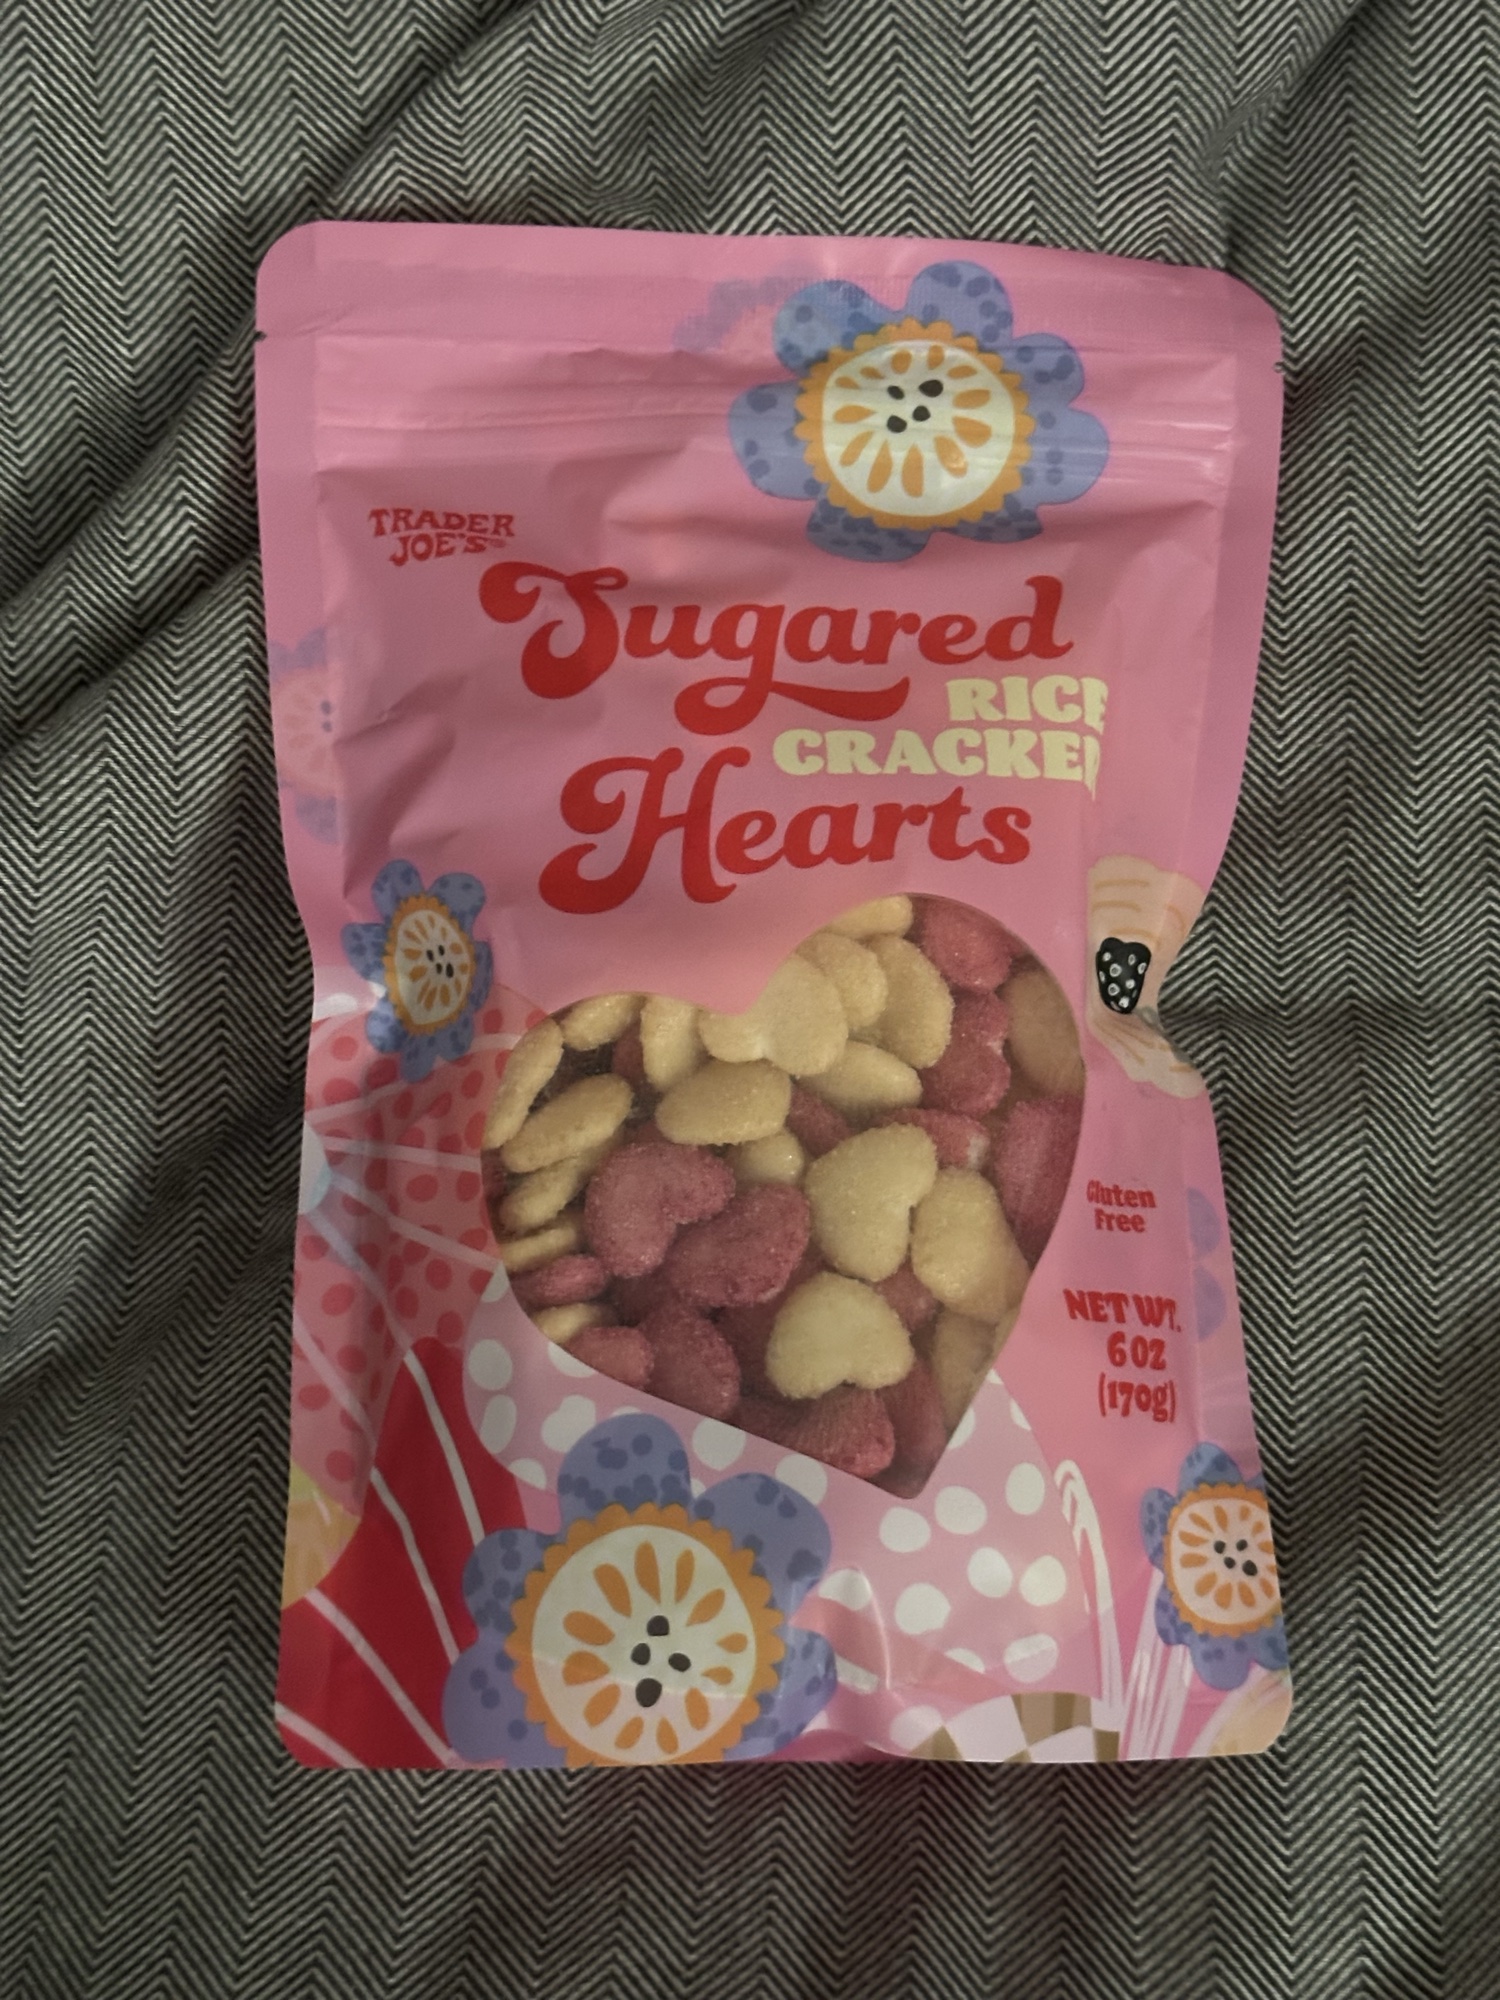 TRADER
JOE'S
Sugared
RICE
CRACKER
Hearts
Gluten
Free
NET WT.
6 OZ
(170g)